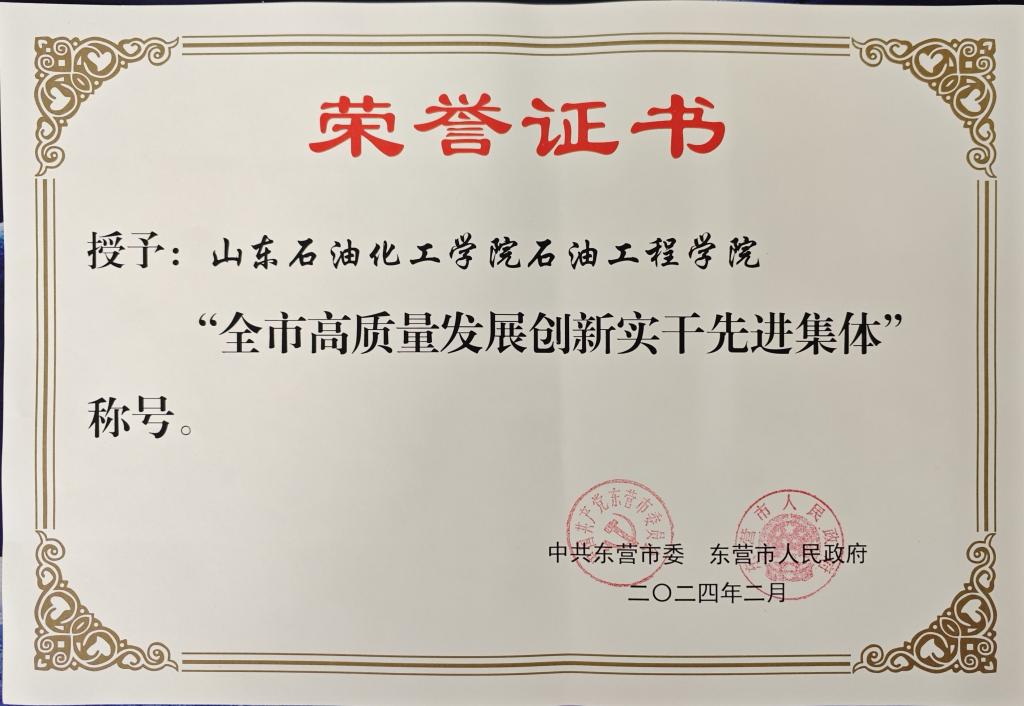 荣誉证书
授予：山东石油化工学院石油工程学院
“全市高质量发展创新实干先进集体”
称号。
中共东营市委 东营市人民政府
二〇二四年二月